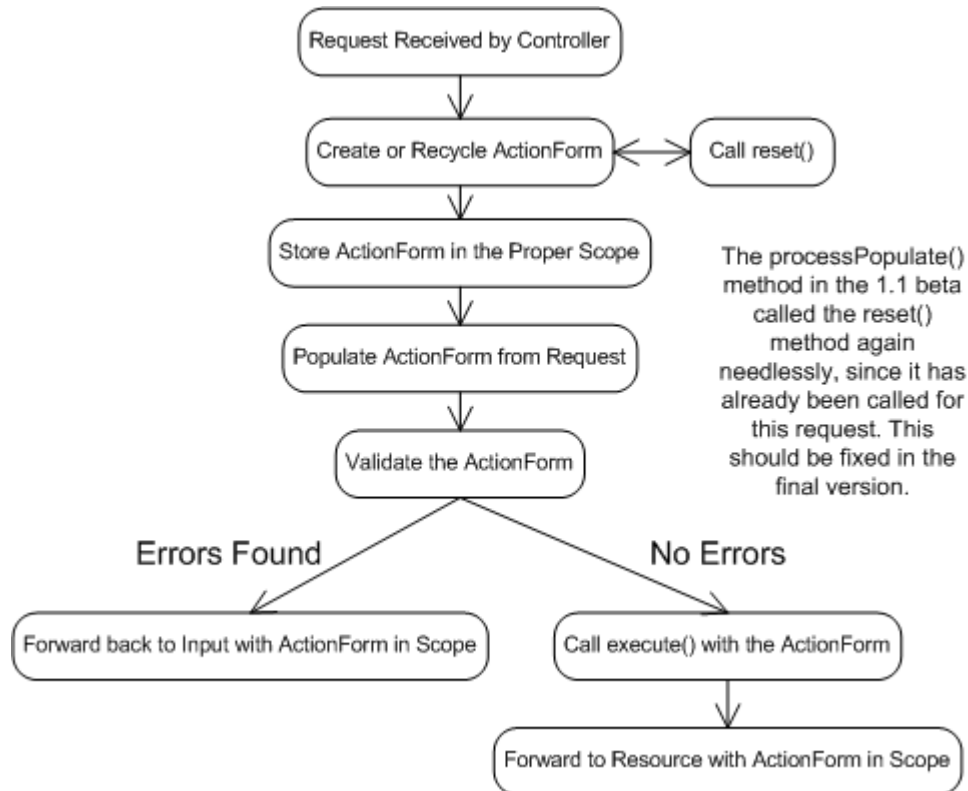 Request Received by Controller
Create or Recycle ActionForm
Call reset()
Store ActionForm in the Proper Scope
The processPopulate()
method in the 1.1 beta
called the reset()
method again
needlessly, since it has
already been called for
this request. This
should be fixed in the
final version.
Populate ActionForm from Request
Validate the ActionForm
Errors Found
No Errors
Forward back to Input with ActionForm in Scope
Call execute() with the ActionForm
Forward to Resource with ActionForm in Scope